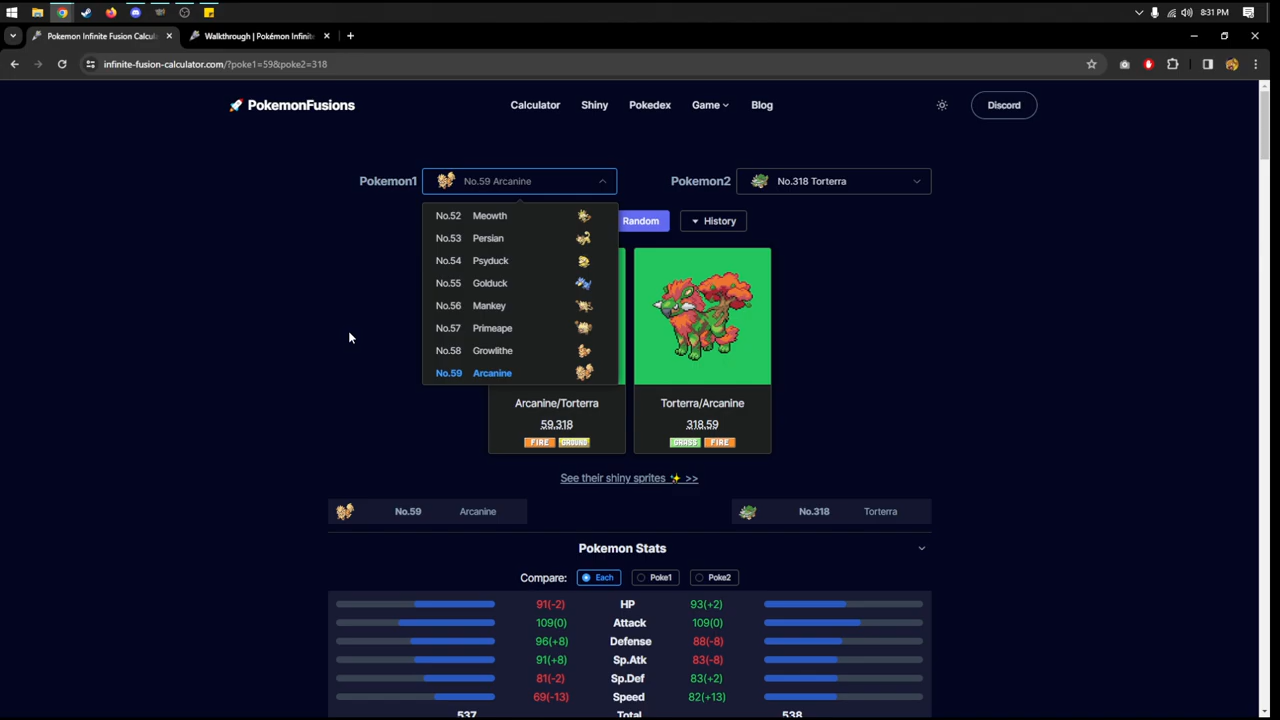 8:31 PM
Pokemon Infinite Fusion Calcul
Walkthrough | Pokémon Infinite
infinite-fusion-calculator.com/?poke1=59&poke2=318
PokemonFusions
Calculator Shiny Pokedex Game Blog Discord
Pokemon1 No.59 Arcanine Pokemon2 No.318 Torterra
Random History
No.52 Meowth
No.53 Persian
No.54 Psyduck
No.55 Golduck
No.56 Mankey
No.57 Primeape
No.58 Growlithe
No.59 Arcanine
Arcanine/Torterra Torterra/Arcanine
59.318 318.59
FIRE GROUND GRASS FIRE
See their shiny sprites ✨ >>
No.59 Arcanine No.318 Torterra
Pokemon Stats
Compare: Each Poke1 Poke2
91(-2) HP 93(+2)
109(0) Attack 109(0)
96(+8) Defense 88(-8)
91(+8) Sp.Atk 83(-8)
81(-2) Sp.Def 83(+2)
69(-13) Speed 82(+13)
537 Total 538